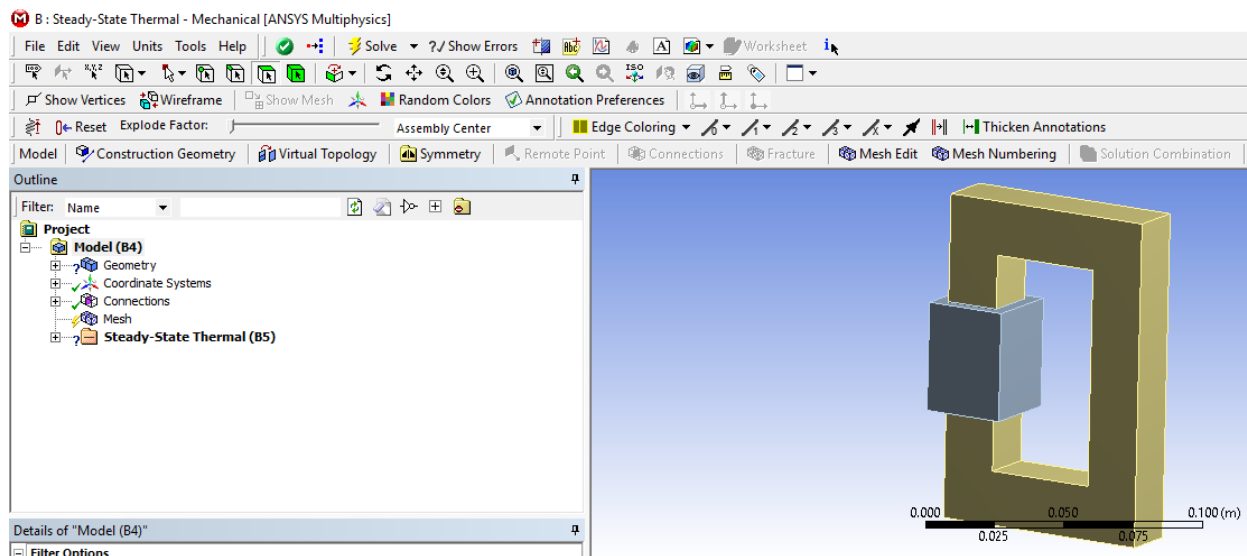 B : Steady-State Thermal - Mechanical [ANSYS Multiphysics]
File Edit View Units Tools Help Solve ?/ Show Errors Worksheet
Show Vertices Wireframe Show Mesh Random Colors Annotation Preferences
Reset Explode Factor: Assembly Center Edge Coloring Thicken Annotations
Model Construction Geometry Virtual Topology Symmetry Remote Point Connections Fracture Mesh Edit Mesh Numbering Solution Combination
Outline
Filter: Name
Project
Model (B4)
Geometry
Coordinate Systems
Connections
Mesh
Steady-State Thermal (B5)
0.000 0.050 0.100 (m)
0.025 0.075
Details of "Model (B4)"
Filter Options